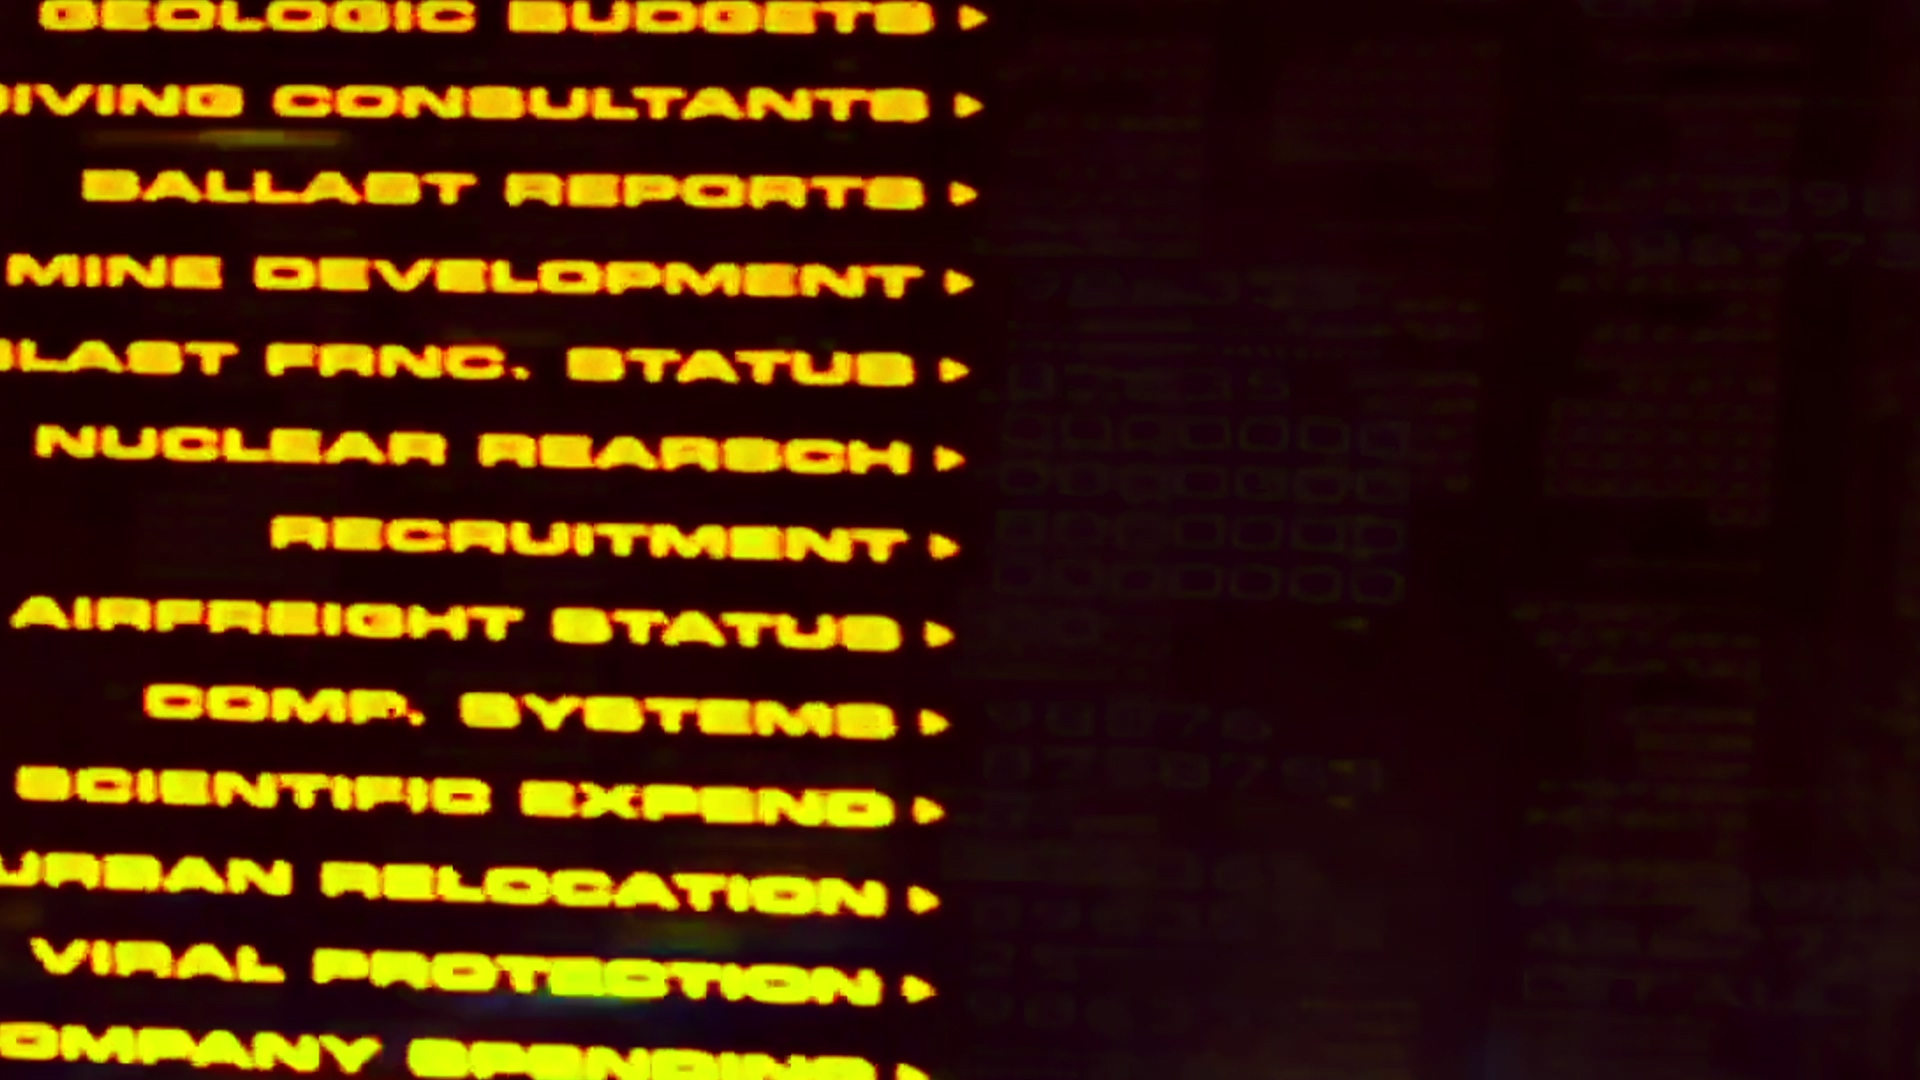 GEOLOGIC BUDGETS ▸
DIVING CONSULTANTS ▸
BALLAST REPORTS ▸
MINE DEVELOPMENT ▸
BLAST FRNC. STATUS ▸
NUCLEAR REARSCH ▸
RECRUITMENT ▸
AIRFREIGHT STATUS ▸
COMP. SYSTEMS ▸
SCIENTIFIC EXPEND ▸
URBAN RELOCATION ▸
VIRAL PROTECTION ▸
OMPANY SPENDING ▸